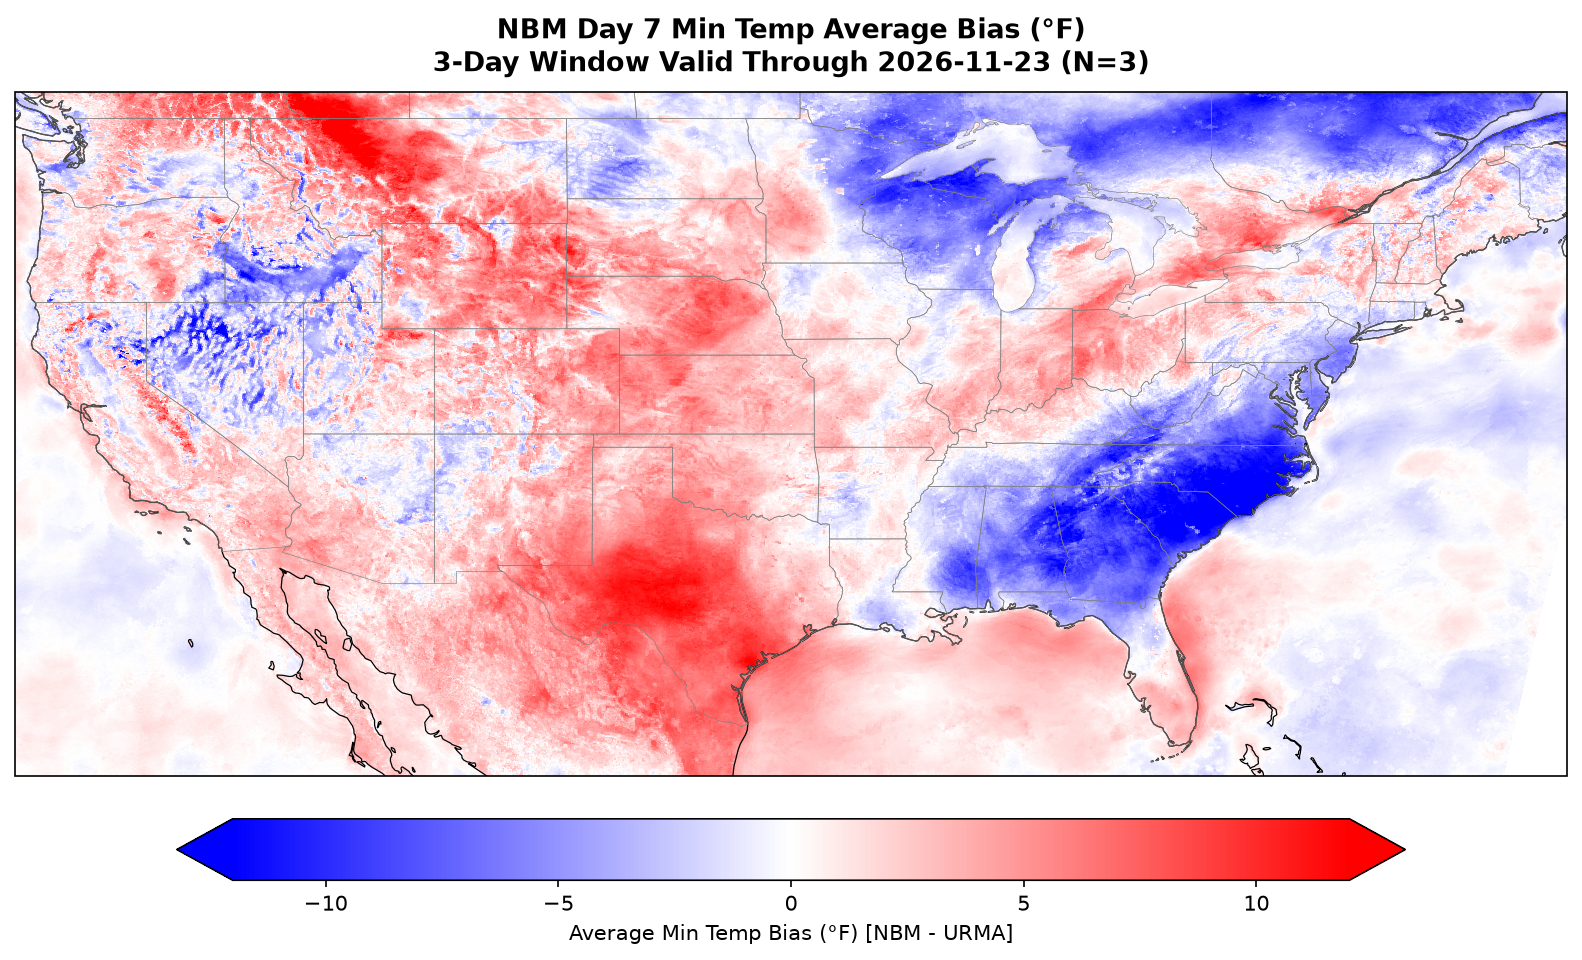 NBM Day 7 Min Temp Average Bias (°F)
3-Day Window Valid Through 2026-11-23 (N=3)
−10
−5
0
5
10
Average Min Temp Bias (°F) [NBM - URMA]